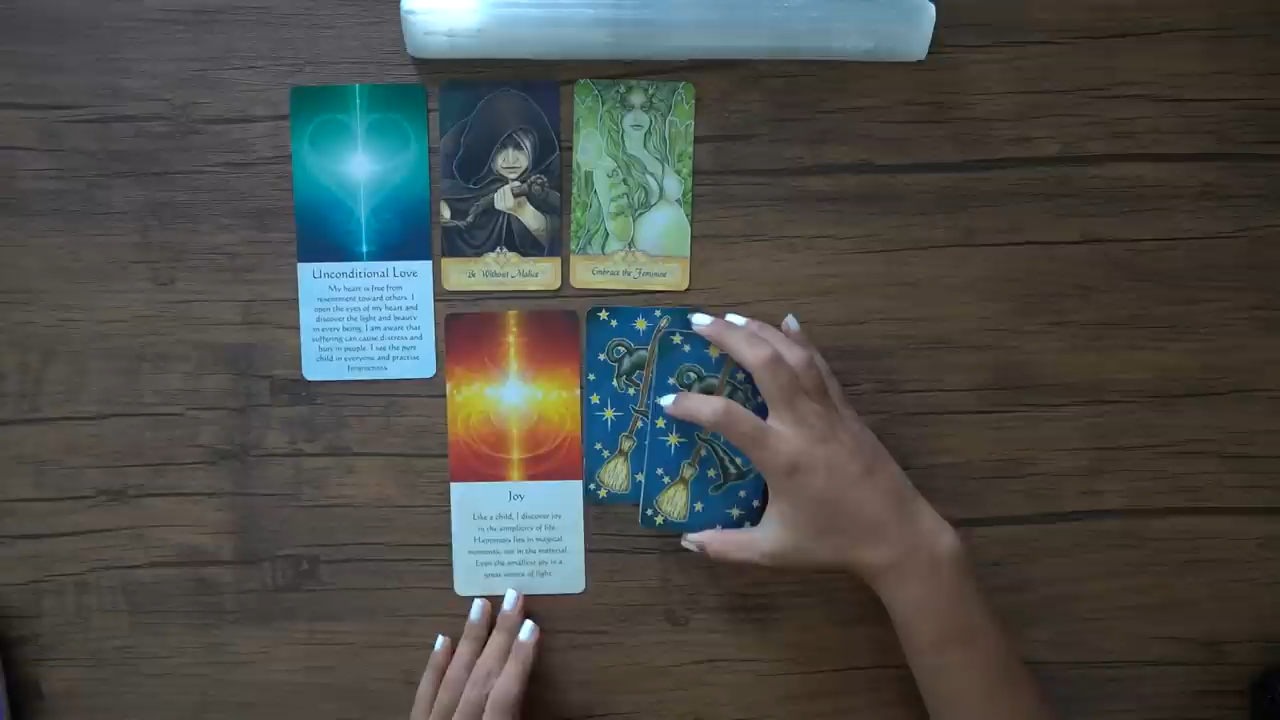 Unconditional Love
My heart is free from
resentment toward others. I
open the eyes of my heart and
discover the light and beauty
in every being. I am aware that
suffering can cause distress and
hurt in people. I see the pure
child in everyone and practise
forgiveness.
Be Without Malice
Embrace the Feminine
Joy
Like a child, I discover joy
in the simplicity of life.
Happiness lies in magical
moments, not in the material.
Even the smallest joy is a
great source of light.